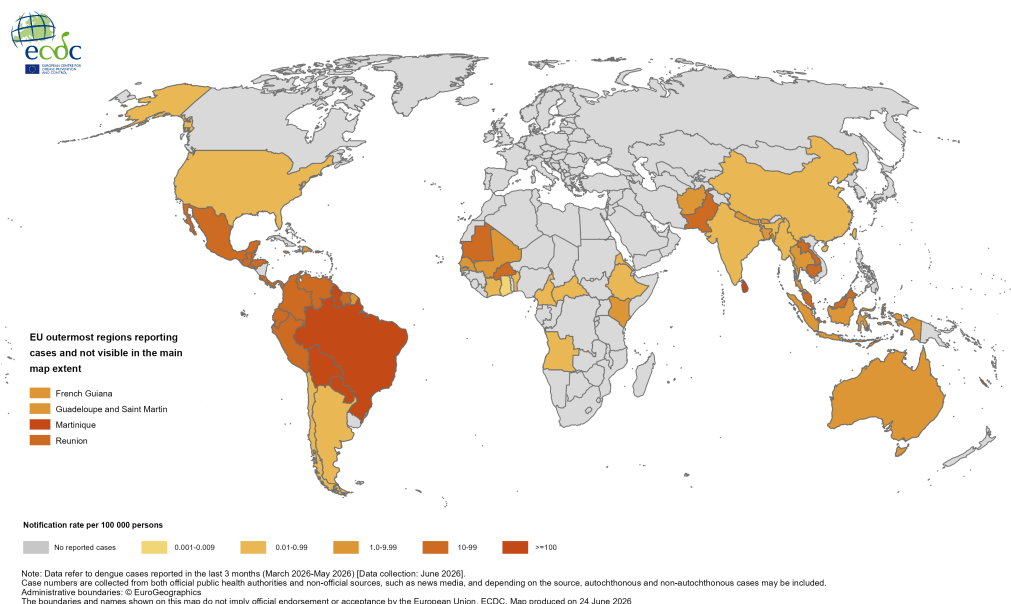 ecdc
EUROPEAN CENTRE FOR
DISEASE PREVENTION
AND CONTROL
EU outermost regions reporting
cases and not visible in the main
map extent
French Guiana
Guadeloupe and Saint Martin
Martinique
Reunion
Notification rate per 100 000 persons
No reported cases
0.001-0.009
0.01-0.99
1.0-9.99
10-99
>=100
Note: Data refer to dengue cases reported in the last 3 months (March 2026-May 2026) [Data collection: June 2026].
Case numbers are collected from both official public health authorities and non-official sources, such as news media, and depending on the source, autochthonous and non-autochthonous cases may be included.
Administrative boundaries: © EuroGeographics
The boundaries and names shown on this map do not imply official endorsement or acceptance by the European Union. ECDC. Map produced on 24 June 2026